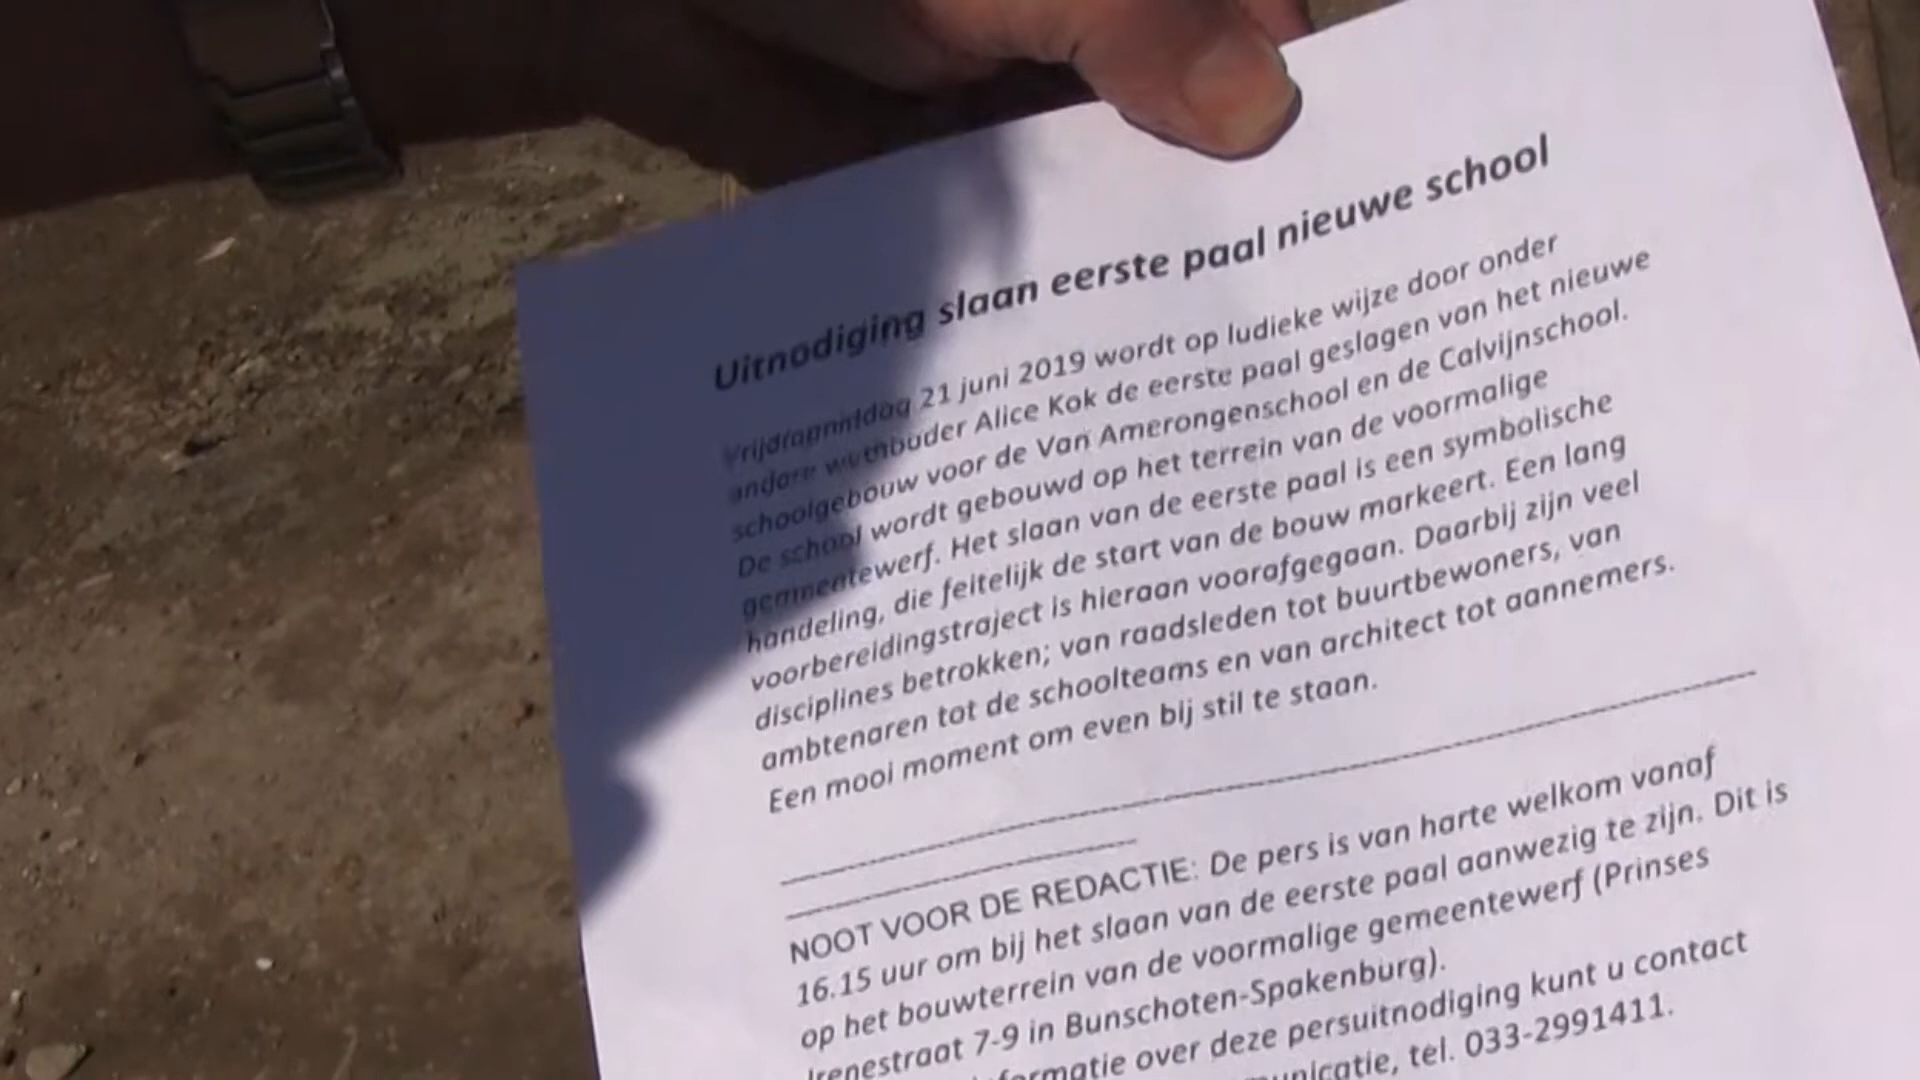 Uitnodiging slaan eerste paal nieuwe school
Vrijdagmiddag 21 juni 2019 wordt op ludieke wijze door onder
andere wethouder Alice Kok de eerste paal geslagen van het nieuwe
schoolgebouw voor de Van Amerongenschool en de Calvijnschool.
De school wordt gebouwd op het terrein van de voormalige
gemeentewerf. Het slaan van de eerste paal is een symbolische
handeling, die feitelijk de start van de bouw markeert. Een lang
voorbereidingstraject is hieraan voorafgegaan. Daarbij zijn veel
disciplines betrokken; van raadsleden tot buurtbewoners, van
ambtenaren tot de schoolteams en van architect tot aannemers.
Een mooi moment om even bij stil te staan.
NOOT VOOR DE REDACTIE: De pers is van harte welkom vanaf
16.15 uur om bij het slaan van de eerste paal aanwezig te zijn. Dit is
op het bouwterrein van de voormalige gemeentewerf (Prinses
Irenestraat 7-9 in Bunschoten-Spakenburg).
formatie over deze persuitnodiging kunt u contact
unicatie, tel. 033-2991411.